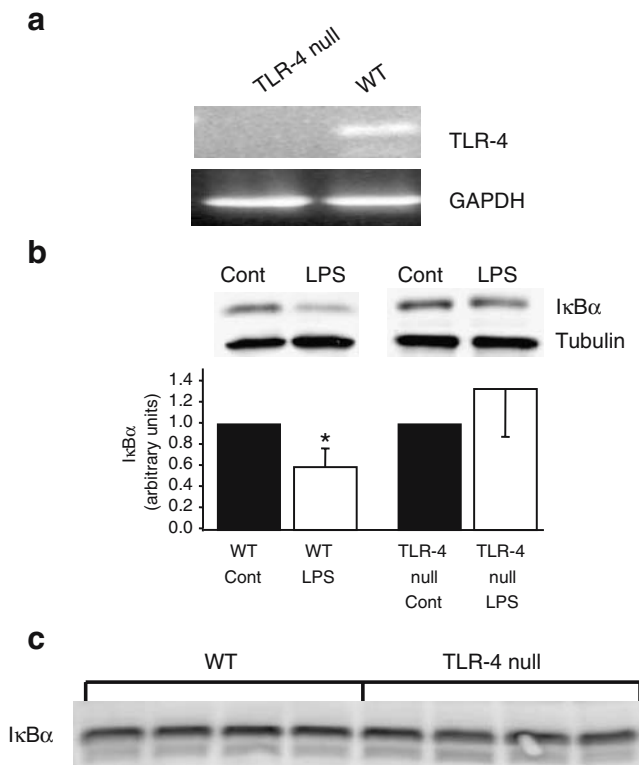 a
TLR-4 null WT
TLR-4
GAPDH
b
Cont LPS Cont LPS
IκBα
Tubulin
IκBα
(arbitrary units)
1.4
1.2
1.0
0.8
0.6
0.4
0.2
0.0
*
WT WT TLR-4 TLR-4
Cont LPS null null
Cont LPS
c
WT TLR-4 null
IκBα